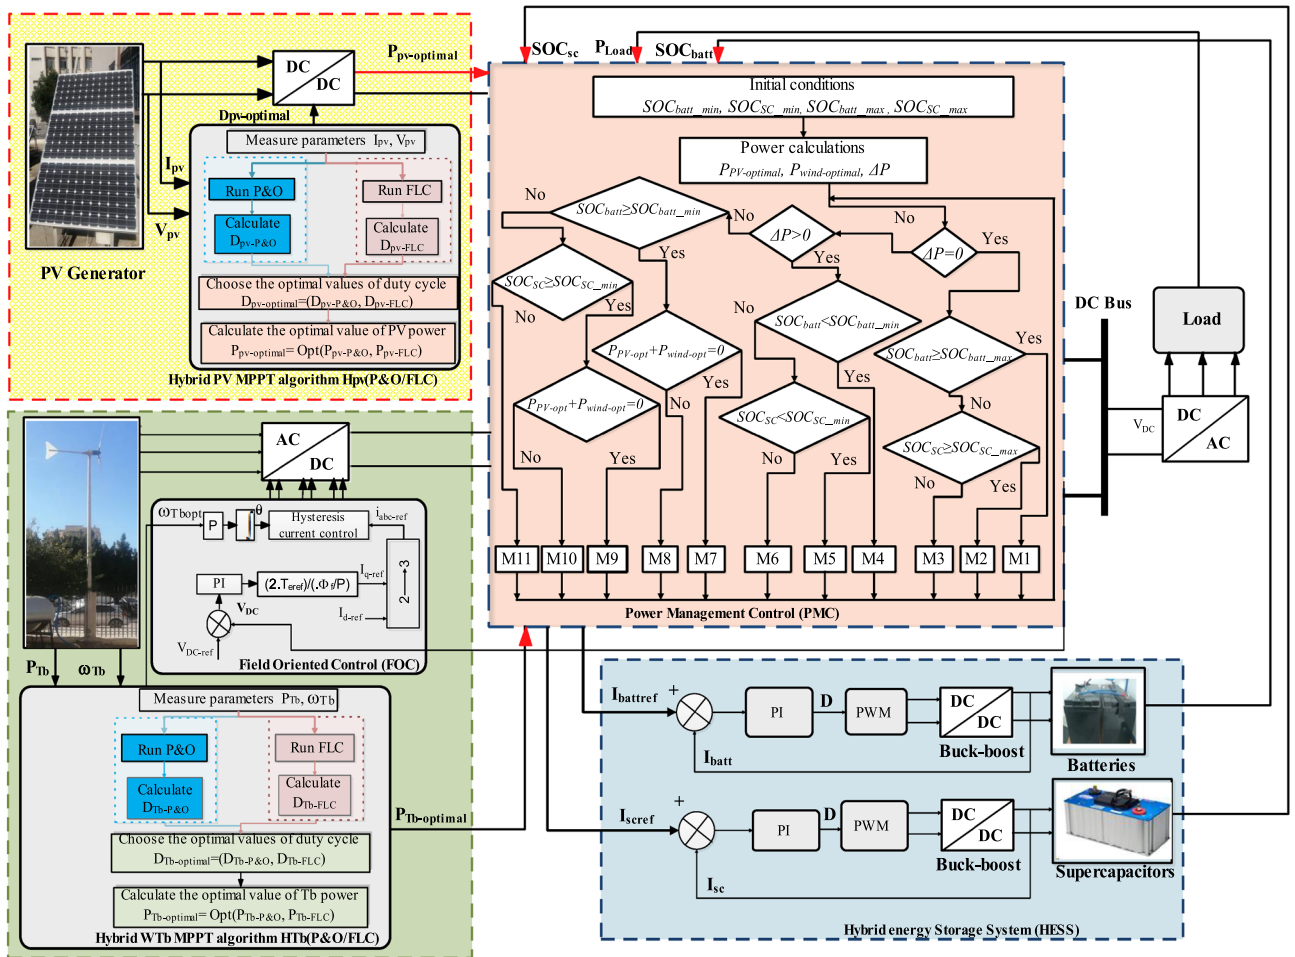 SOCsc
PLoad
SOCbatt
Ppv-optimal
DC
DC
Dpv-optimal
Measure parameters Ipv, Vpv
Ipv
Vpv
Run P&O
Run FLC
Calculate
Dpv-P&O
Calculate
Dpv-FLC
PV Generator
Choose the optimal values of duty cycle
Dpv-optimal=(Dpv-P&O, Dpv-FLC)
Calculate the optimal value of PV power
Ppv-optimal= Opt(Ppv-P&O, Ppv-FLC)
Hybrid PV MPPT algorithm Hpv(P&O/FLC)
Initial conditions
SOCbatt_min, SOCSC_min, SOCbatt_max , SOCSC_max
Power calculations
PPV-optimal, Pwind-optimal, ΔP
No
SOCbatt≥SOCbatt_min
No
ΔP>0
No
ΔP=0
Yes
Yes
Yes
SOCSC≥SOCSC_min
Yes
No
No
SOCbatt<SOCbatt_min
SOCbatt≥SOCbatt_max
Yes
PPV-opt+Pwind-opt=0
Yes
Yes
No
PPV-opt+Pwind-opt=0
SOCSC<SOCSC_min
No
SOCSC≥SOCSC_max
No
Yes
No
Yes
No
Yes
M11
M10
M9
M8
M7
M6
M5
M4
M3
M2
M1
Power Management Control (PMC)
DC Bus
Load
VDC
DC
AC
AC
DC
ωTbopt
P
θ
Hysteresis
current control
iabc-ref
PI
(2.Teref)/(.Φf/P)
Iq-ref
2
3
VDC
Id-ref
VDC-ref
Field Oriented Control (FOC)
PTb
ωTb
Measure parameters PTb, ωTb
Run P&O
Run FLC
Calculate
DTb-P&O
Calculate
DTb-FLC
PTb-optimal
Choose the optimal values of duty cycle
DTb-optimal=(DTb-P&O, DTb-FLC)
Calculate the optimal value of Tb power
PTb-optimal= Opt(PTb-P&O, PTb-FLC)
Hybrid WTb MPPT algorithm HTb(P&O/FLC)
Ibattref
+
PI
D
PWM
DC
DC
Ibatt
Buck-boost
Batteries
Iscref
+
PI
D
PWM
DC
DC
Isc
Buck-boost
Supercapacitors
Hybrid energy Storage System (HESS)